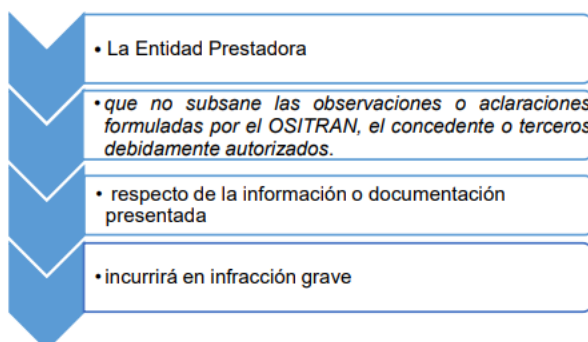 • La Entidad Prestadora
• que no subsane las observaciones o aclaraciones
formuladas por el OSITRAN, el concedente o terceros
debidamente autorizados.
• respecto de la información o documentación
presentada
• incurrirá en infracción grave